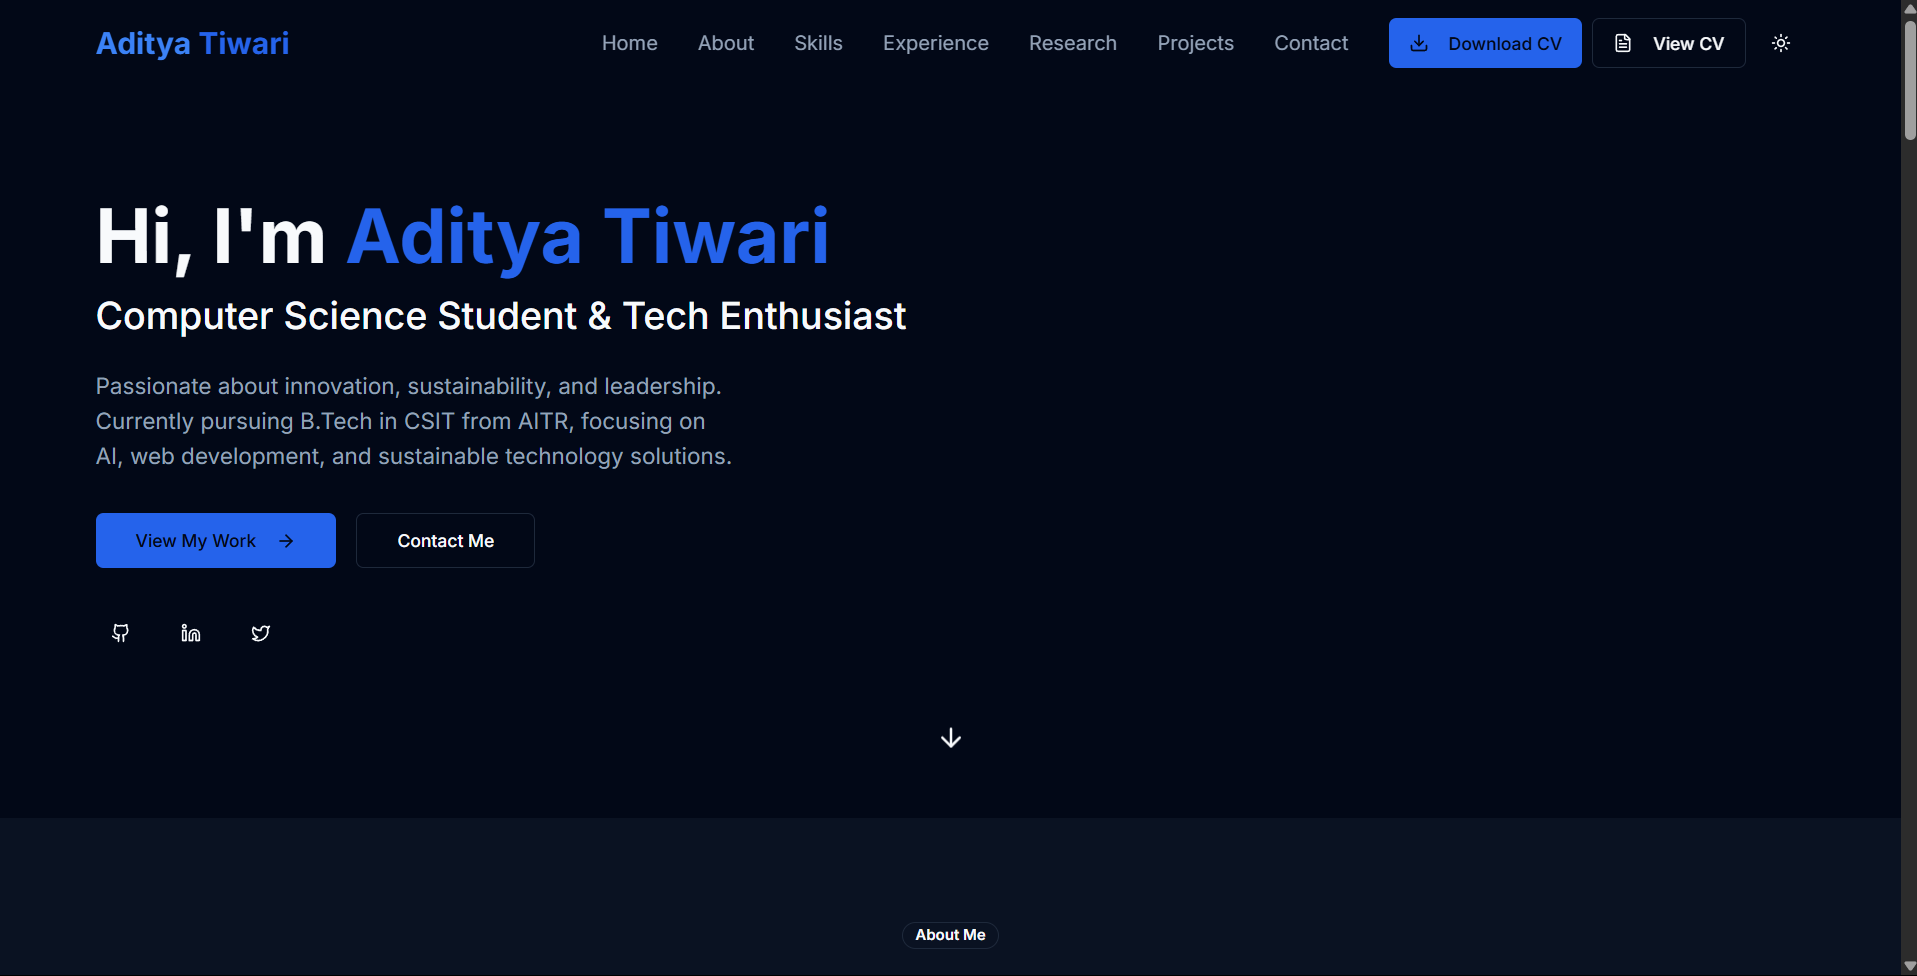 Aditya Tiwari
Home About Skills Experience Research Projects Contact Download CV View CV
Hi, I'm Aditya Tiwari
Computer Science Student & Tech Enthusiast
Passionate about innovation, sustainability, and leadership.
Currently pursuing B.Tech in CSIT from AITR, focusing on
AI, web development, and sustainable technology solutions.
View My Work Contact Me
About Me